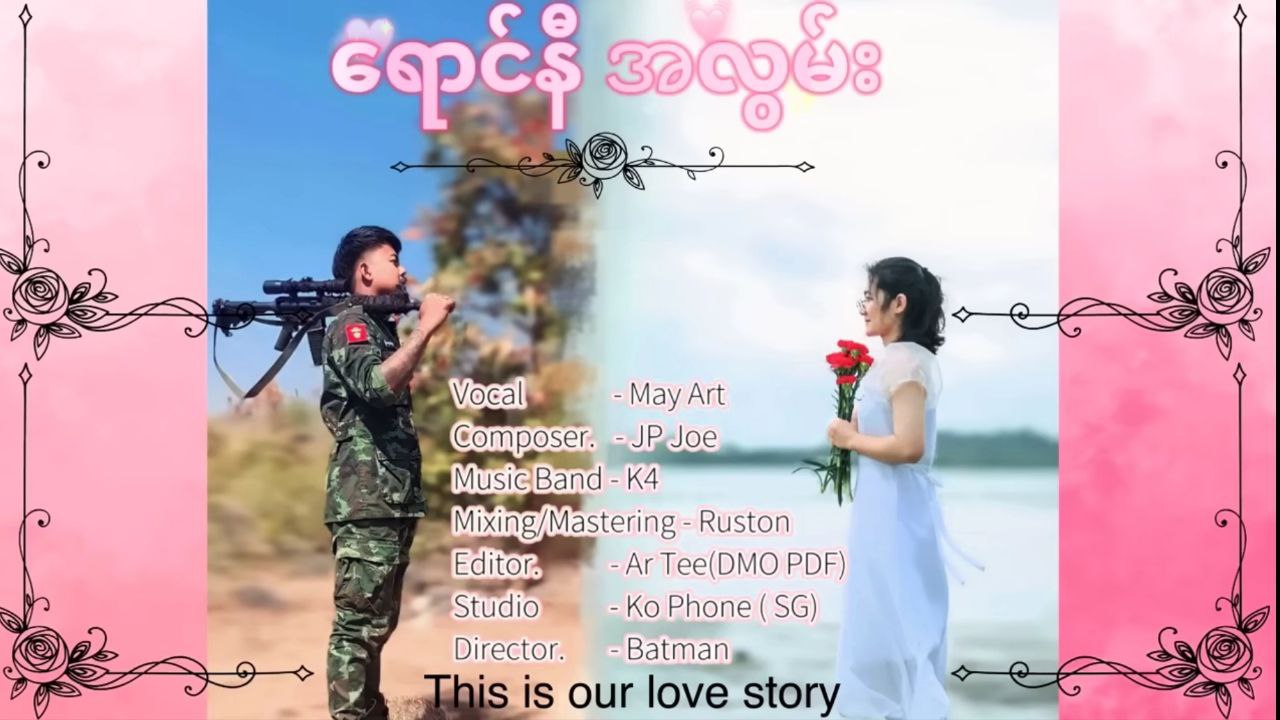 ရောင်နီ အလွမ်း
Vocal - May Art
Composer. - JP Joe
Music Band - K4
Mixing/Mastering - Ruston
Editor. - Ar Tee(DMO PDF)
Studio - Ko Phone ( SG)
Director. - Batman
This is our love story